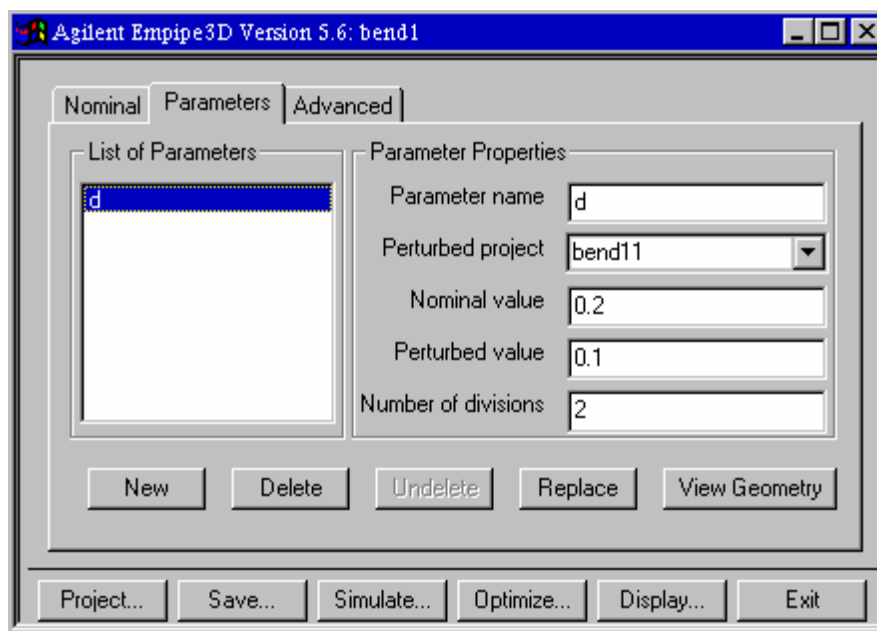 Agilent Empipe3D Version 5.6: bend1
Nominal Parameters Advanced
List of Parameters
d
Parameter Properties
Parameter name d
Perturbed project bend11
Nominal value 0.2
Perturbed value 0.1
Number of divisions 2
New Delete Undelete Replace View Geometry
Project... Save... Simulate... Optimize... Display... Exit